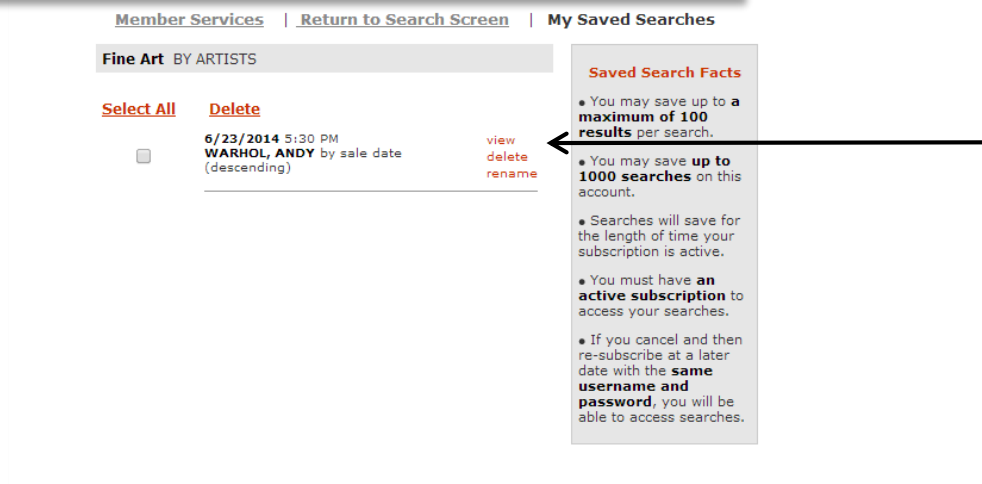 Member Services | Return to Search Screen | My Saved Searches
Fine Art BY ARTISTS
Select All Delete
6/23/2014 5:30 PM
WARHOL, ANDY by sale date
(descending)
view
delete
rename
Saved Search Facts
• You may save up to a
maximum of 100
results per search.
• You may save up to
1000 searches on this
account.
• Searches will save for
the length of time your
subscription is active.
• You must have an
active subscription to
access your searches.
• If you cancel and then
re-subscribe at a later
date with the same
username and
password, you will be
able to access searches.